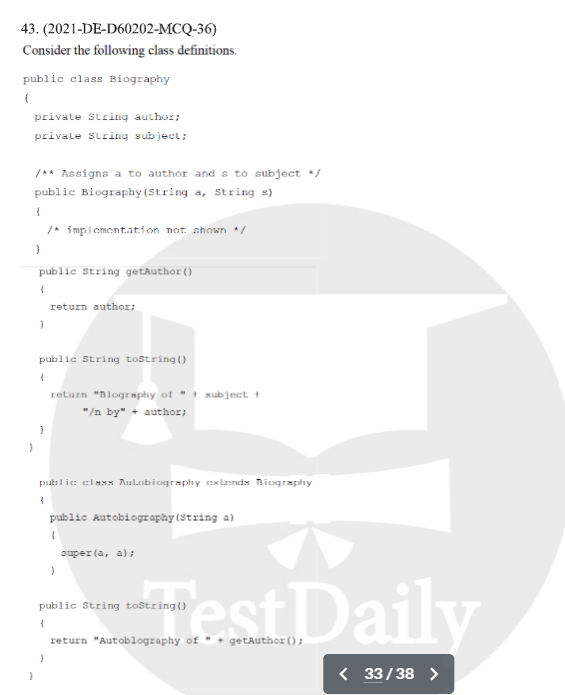 43. (2021-DE-D60202-MCQ-36)
Consider the following class definitions.
public class Biography
{
private String author;
private String subject;
/** Assigns a to author and s to subject */
public Biography(String a, String s)
{
/* implementation not shown */
}
public String getAuthor()
{
return author;
}
public String toString()
{
return "Biography of " + subject +
"/n by" + author;
}
}
public class Autobiography extends Biography
{
public Autobiography(String a)
{
super(a, a);
}
public String toString()
{
return "Autobiography of " + getAuthor();
}
}
TestDaily
< 33/38 >